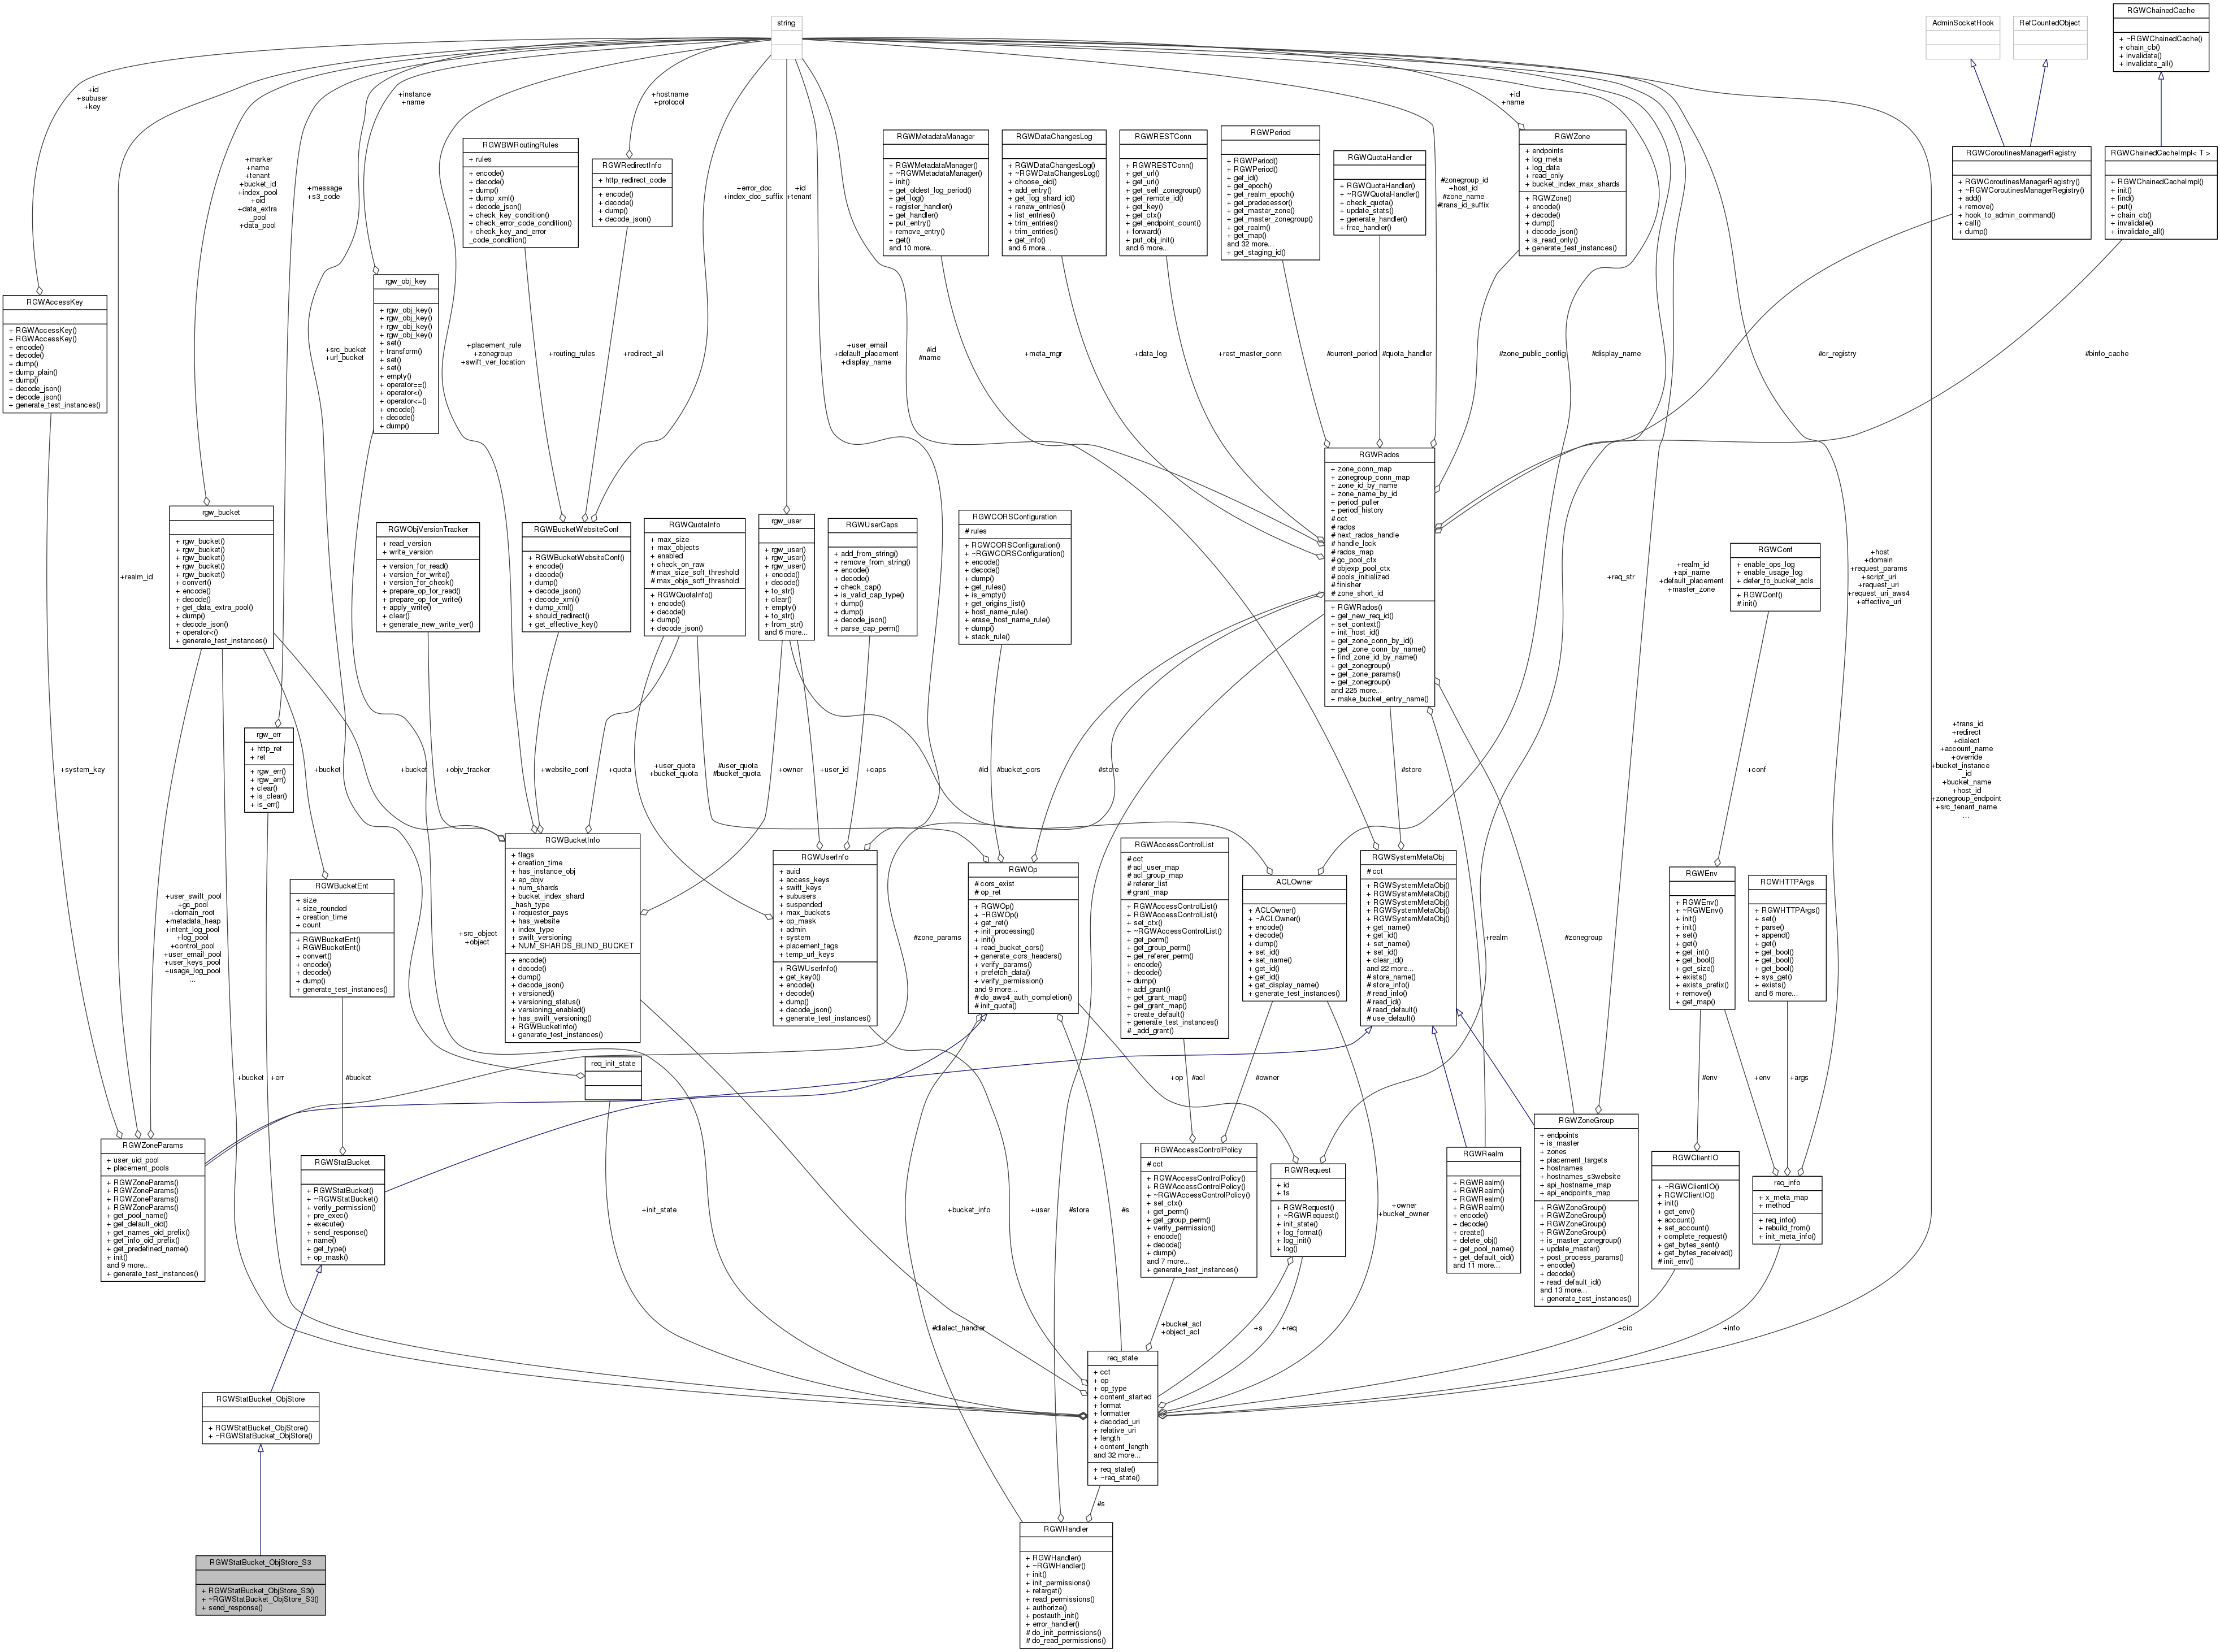 string
AdminSocketHook
RefCountedObject
RGWChainedCache
+ ~RGWChainedCache()
+ chain_cb()
+ invalidate()
+ invalidate_all()
+id
+subuser
+key
+instance
+name
+hostname
+protocol
+id
+name
+marker
+name
+tenant
+bucket_id
+index_pool
+oid
+data_extra
_pool
+data_pool
+message
+s3_code
+error_doc
+index_doc_suffix
+id
+tenant
#zonegroup_id
+host_id
#zone_name
#trans_id_suffix
RGWBWRoutingRules
+ rules
+ encode()
+ decode()
+ dump()
+ dump_xml()
+ decode_json()
+ check_key_condition()
+ check_error_code_condition()
+ check_key_and_error
_code_condition()
RGWRedirectInfo
+ http_redirect_code
+ encode()
+ decode()
+ dump()
+ decode_json()
RGWMetadataManager
+ RGWMetadataManager()
+ ~RGWMetadataManager()
+ init()
+ get_oldest_log_period()
+ get_log()
+ register_handler()
+ get_handler()
+ put_entry()
+ remove_entry()
+ get()
and 10 more...
RGWDataChangesLog
+ RGWDataChangesLog()
+ ~RGWDataChangesLog()
+ choose_oid()
+ add_entry()
+ get_log_shard_id()
+ renew_entries()
+ list_entries()
+ trim_entries()
+ trim_entries()
+ get_info()
and 6 more...
RGWRESTConn
+ RGWRESTConn()
+ get_url()
+ get_url()
+ get_self_zonegroup()
+ get_remote_id()
+ get_key()
+ get_ctx()
+ get_endpoint_count()
+ forward()
+ put_obj_init()
and 6 more...
RGWPeriod
+ RGWPeriod()
+ RGWPeriod()
+ get_id()
+ get_epoch()
+ get_realm_epoch()
+ get_predecessor()
+ get_master_zone()
+ get_master_zonegroup()
+ get_realm()
+ get_map()
and 32 more...
+ get_staging_id()
RGWQuotaHandler
+ RGWQuotaHandler()
+ ~RGWQuotaHandler()
+ check_quota()
+ update_stats()
+ generate_handler()
+ free_handler()
RGWZone
+ endpoints
+ log_meta
+ log_data
+ read_only
+ bucket_index_max_shards
+ RGWZone()
+ encode()
+ decode()
+ dump()
+ decode_json()
+ is_read_only()
+ generate_test_instances()
RGWCoroutinesManagerRegistry
+ RGWCoroutinesManagerRegistry()
+ ~RGWCoroutinesManagerRegistry()
+ add()
+ remove()
+ hook_to_admin_command()
+ call()
+ dump()
RGWChainedCacheImpl< T >
+ RGWChainedCacheImpl()
+ init()
+ find()
+ put()
+ chain_cb()
+ invalidate()
+ invalidate_all()
RGWAccessKey
+ RGWAccessKey()
+ RGWAccessKey()
+ encode()
+ decode()
+ dump()
+ dump_plain()
+ dump()
+ decode_json()
+ decode_json()
+ generate_test_instances()
rgw_obj_key
+ rgw_obj_key()
+ rgw_obj_key()
+ rgw_obj_key()
+ rgw_obj_key()
+ set()
+ transform()
+ set()
+ set()
+ empty()
+ operator==()
+ operator<()
+ operator<=()
+ encode()
+ decode()
+ dump()
+src_bucket
+url_bucket
+placement_rule
+zonegroup
+swift_ver_location
+routing_rules
+redirect_all
+user_email
+default_placement
+display_name
#id
#name
+meta_mgr
+data_log
+rest_master_conn
#current_period
#quota_handler
#zone_public_config
#display_name
#cr_registry
#binfo_cache
+realm_id
rgw_bucket
+ rgw_bucket()
+ rgw_bucket()
+ rgw_bucket()
+ rgw_bucket()
+ rgw_bucket()
+ convert()
+ encode()
+ decode()
+ get_data_extra_pool()
+ dump()
+ decode_json()
+ operator<()
+ generate_test_instances()
RGWObjVersionTracker
+ read_version
+ write_version
+ version_for_read()
+ version_for_write()
+ version_for_check()
+ prepare_op_for_read()
+ prepare_op_for_write()
+ apply_write()
+ clear()
+ generate_new_write_ver()
RGWBucketWebsiteConf
+ RGWBucketWebsiteConf()
+ encode()
+ decode()
+ dump()
+ decode_json()
+ decode_xml()
+ dump_xml()
+ should_redirect()
+ get_effective_key()
RGWQuotaInfo
+ max_size
+ max_objects
+ enabled
+ check_on_raw
# max_size_soft_threshold
# max_objs_soft_threshold
+ RGWQuotaInfo()
+ encode()
+ decode()
+ dump()
+ decode_json()
rgw_user
+ rgw_user()
+ rgw_user()
+ rgw_user()
+ encode()
+ decode()
+ to_str()
+ clear()
+ empty()
+ to_str()
+ from_str()
and 6 more...
RGWUserCaps
+ add_from_string()
+ remove_from_string()
+ encode()
+ decode()
+ check_cap()
+ is_valid_cap_type()
+ dump()
+ dump()
+ decode_json()
+ parse_cap_perm()
RGWCORSConfiguration
# rules
+ RGWCORSConfiguration()
+ ~RGWCORSConfiguration()
+ encode()
+ decode()
+ dump()
+ get_rules()
+ is_empty()
+ get_origins_list()
+ host_name_rule()
+ erase_host_name_rule()
+ dump()
+ stack_rule()
RGWRados
+ zone_conn_map
+ zonegroup_conn_map
+ zone_id_by_name
+ zone_name_by_id
+ period_puller
+ period_history
# cct
# rados
# next_rados_handle
# handle_lock
# rados_map
# gc_pool_ctx
# objexp_pool_ctx
# pools_initialized
# finisher
# zone_short_id
+ RGWRados()
+ get_new_req_id()
+ set_context()
+ init_host_id()
+ get_zone_conn_by_id()
+ get_zone_conn_by_name()
+ find_zone_id_by_name()
+ get_zonegroup()
+ get_zone_params()
+ get_zonegroup()
and 225 more...
+ make_bucket_entry_name()
+req_str
+realm_id
+api_name
+default_placement
+master_zone
RGWConf
+ enable_ops_log
+ enable_usage_log
+ defer_to_bucket_acls
+ RGWConf()
# init()
+host
+domain
+request_params
+script_uri
+request_uri
+request_uri_aws4
+effective_uri
+system_key
rgw_err
+ http_ret
+ ret
+ rgw_err()
+ rgw_err()
+ clear()
+ is_clear()
+ is_err()
+bucket
+bucket
+objv_tracker
+website_conf
+quota
+user_quota
+bucket_quota
#user_quota
#bucket_quota
+owner
+user_id
+caps
#id
#bucket_cors
#store
#store
+conf
+trans_id
+redirect
+dialect
+account_name
+override
+bucket_instance
_id
+bucket_name
+host_id
+zonegroup_endpoint
+src_tenant_name
...
+user_swift_pool
+gc_pool
+domain_root
+metadata_heap
+intent_log_pool
+log_pool
+control_pool
+user_email_pool
+user_keys_pool
+usage_log_pool
...
RGWBucketEnt
+ size
+ size_rounded
+ creation_time
+ count
+ RGWBucketEnt()
+ RGWBucketEnt()
+ convert()
+ encode()
+ decode()
+ dump()
+ generate_test_instances()
+src_object
+object
RGWBucketInfo
+ flags
+ creation_time
+ has_instance_obj
+ ep_objv
+ num_shards
+ bucket_index_shard
_hash_type
+ requester_pays
+ has_website
+ index_type
+ swift_versioning
+ NUM_SHARDS_BLIND_BUCKET
+ encode()
+ decode()
+ dump()
+ decode_json()
+ versioned()
+ versioning_status()
+ versioning_enabled()
+ has_swift_versioning()
+ RGWBucketInfo()
+ generate_test_instances()
RGWUserInfo
+ auid
+ access_keys
+ swift_keys
+ subusers
+ suspended
+ max_buckets
+ op_mask
+ admin
+ system
+ placement_tags
+ temp_url_keys
+ RGWUserInfo()
+ get_key0()
+ encode()
+ decode()
+ dump()
+ decode_json()
+ generate_test_instances()
#zone_params
RGWOp
# cors_exist
# op_ret
+ RGWOp()
+ ~RGWOp()
+ get_ret()
+ init_processing()
+ init()
+ read_bucket_cors()
+ generate_cors_headers()
+ verify_params()
+ prefetch_data()
+ verify_permission()
and 9 more...
# do_aws4_auth_completion()
# init_quota()
RGWAccessControlList
# cct
# acl_user_map
# acl_group_map
# referer_list
# grant_map
+ RGWAccessControlList()
+ RGWAccessControlList()
+ set_ctx()
+ ~RGWAccessControlList()
+ get_perm()
+ get_group_perm()
+ get_referer_perm()
+ encode()
+ decode()
+ dump()
+ add_grant()
+ get_grant_map()
+ get_grant_map()
+ create_default()
+ generate_test_instances()
# _add_grant()
ACLOwner
+ ACLOwner()
+ ~ACLOwner()
+ encode()
+ decode()
+ dump()
+ set_id()
+ set_name()
+ get_id()
+ get_id()
+ get_display_name()
+ generate_test_instances()
RGWSystemMetaObj
# cct
+ RGWSystemMetaObj()
+ RGWSystemMetaObj()
+ RGWSystemMetaObj()
+ RGWSystemMetaObj()
+ RGWSystemMetaObj()
+ get_name()
+ get_id()
+ set_name()
+ set_id()
+ clear_id()
and 22 more...
# store_name()
# store_info()
# read_info()
# read_id()
# read_default()
# use_default()
+realm
#zonegroup
RGWEnv
+ RGWEnv()
+ ~RGWEnv()
+ init()
+ init()
+ set()
+ get()
+ get_int()
+ get_bool()
+ get_size()
+ exists()
+ exists_prefix()
+ remove()
+ get_map()
RGWHTTPArgs
+ RGWHTTPArgs()
+ set()
+ parse()
+ append()
+ get()
+ get_bool()
+ get_bool()
+ get_bool()
+ sys_get()
+ exists()
and 6 more...
+bucket
+err
#bucket
req_init_state
+op
#acl
#owner
#env
+env
+args
RGWZoneParams
+ user_uid_pool
+ placement_pools
+ RGWZoneParams()
+ RGWZoneParams()
+ RGWZoneParams()
+ RGWZoneParams()
+ get_pool_name()
+ get_default_oid()
+ get_names_oid_prefix()
+ get_info_oid_prefix()
+ get_predefined_name()
+ init()
and 9 more...
+ generate_test_instances()
RGWStatBucket
+ RGWStatBucket()
+ ~RGWStatBucket()
+ verify_permission()
+ pre_exec()
+ execute()
+ send_response()
+ name()
+ get_type()
+ op_mask()
+init_state
+bucket_info
+user
#store
#s
RGWAccessControlPolicy
# cct
+ RGWAccessControlPolicy()
+ RGWAccessControlPolicy()
+ ~RGWAccessControlPolicy()
+ set_ctx()
+ get_perm()
+ get_group_perm()
+ verify_permission()
+ encode()
+ decode()
+ dump()
and 7 more...
+ generate_test_instances()
RGWRequest
+ id
+ ts
+ RGWRequest()
+ ~RGWRequest()
+ init_state()
+ log_format()
+ log_init()
+ log()
+owner
+bucket_owner
RGWRealm
+ RGWRealm()
+ RGWRealm()
+ RGWRealm()
+ RGWRealm()
+ encode()
+ decode()
+ create()
+ delete_obj()
+ get_pool_name()
+ get_default_oid()
and 11 more...
RGWZoneGroup
+ endpoints
+ is_master
+ zones
+ placement_targets
+ hostnames
+ hostnames_s3website
+ api_hostname_map
+ api_endpoints_map
+ RGWZoneGroup()
+ RGWZoneGroup()
+ RGWZoneGroup()
+ RGWZoneGroup()
+ is_master_zonegroup()
+ update_master()
+ post_process_params()
+ encode()
+ decode()
+ read_default_id()
and 13 more...
+ generate_test_instances()
RGWClientIO
+ ~RGWClientIO()
+ RGWClientIO()
+ init()
+ get_env()
+ account()
+ set_account()
+ complete_request()
+ get_bytes_sent()
+ get_bytes_received()
# init_env()
req_info
+ x_meta_map
+ method
+ req_info()
+ rebuild_from()
+ init_meta_info()
#dialect_handler
+bucket_acl
+object_acl
+s
+req
+cio
+info
RGWStatBucket_ObjStore
+ RGWStatBucket_ObjStore()
+ ~RGWStatBucket_ObjStore()
req_state
+ cct
+ op
+ op_type
+ content_started
+ format
+ formatter
+ decoded_uri
+ relative_uri
+ length
+ content_length
and 32 more...
+ req_state()
+ ~req_state()
#s
RGWStatBucket_ObjStore_S3
+ RGWStatBucket_ObjStore_S3()
+ ~RGWStatBucket_ObjStore_S3()
+ send_response()
RGWHandler
+ RGWHandler()
+ ~RGWHandler()
+ init()
+ init_permissions()
+ retarget()
+ read_permissions()
+ authorize()
+ postauth_init()
+ error_handler()
# do_init_permissions()
# do_read_permissions()